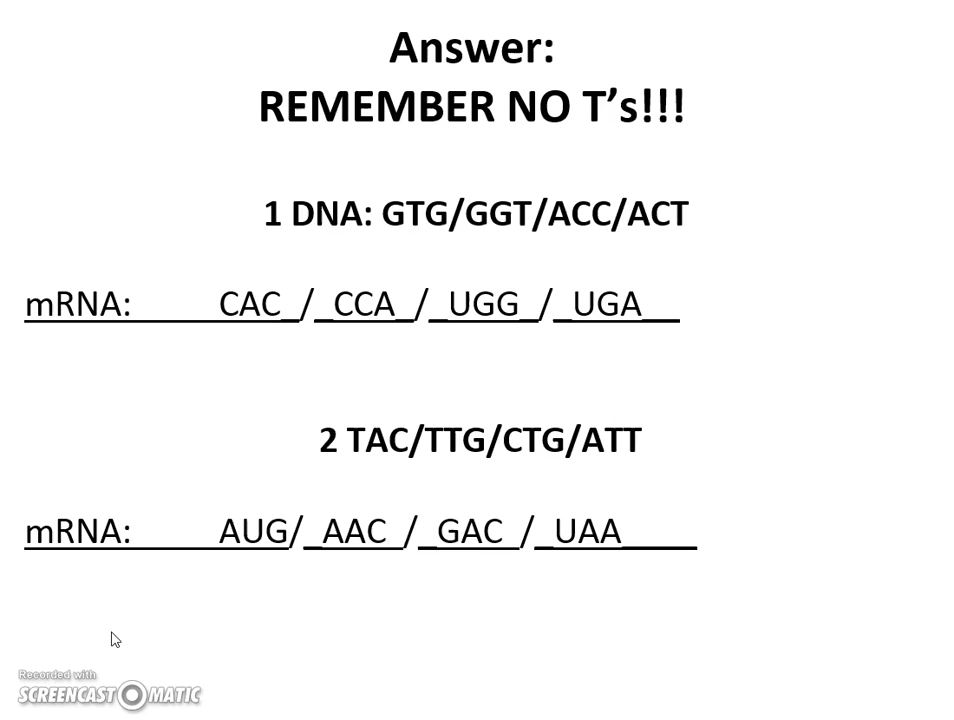 Answer:
REMEMBER NO T’s!!!
1 DNA: GTG/GGT/ACC/ACT
mRNA: CAC_/_CCA_/_UGG_/_UGA__
2 TAC/TTG/CTG/ATT
mRNA: AUG/_AAC_/_GAC_/_UAA____
Recorded with
SCREENCAST-O-MATIC